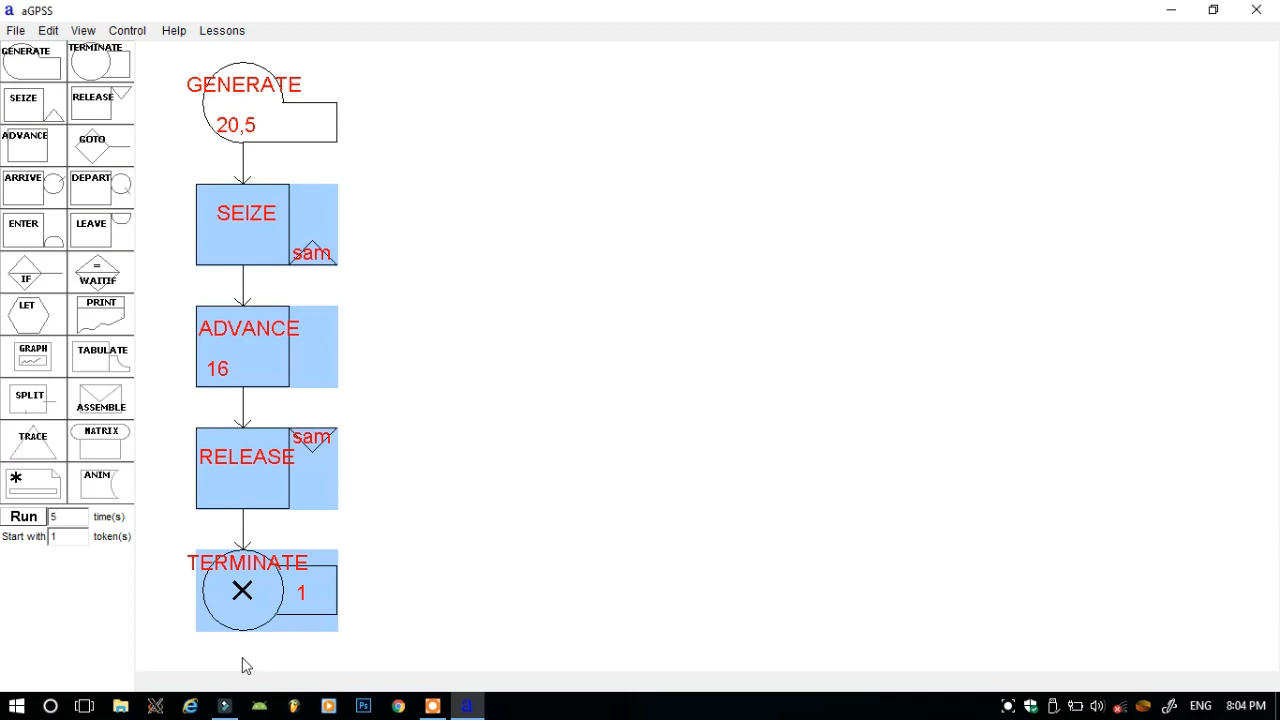 aGPSS
File Edit View Control Help Lessons
GENERATE TERMINATE
SEIZE RELEASE
ADVANCE GOTO
ARRIVE DEPART
ENTER LEAVE
IF = WAITIF
LET PRINT
GRAPH TABULATE
SPLIT ASSEMBLE
TRACE MATRIX
* ANIM
Run 5 time(s)
Start with 1 token(s)
GENERATE
20,5
SEIZE
sam
ADVANCE
16
sam
RELEASE
TERMINATE
1
ENG 8:04 PM